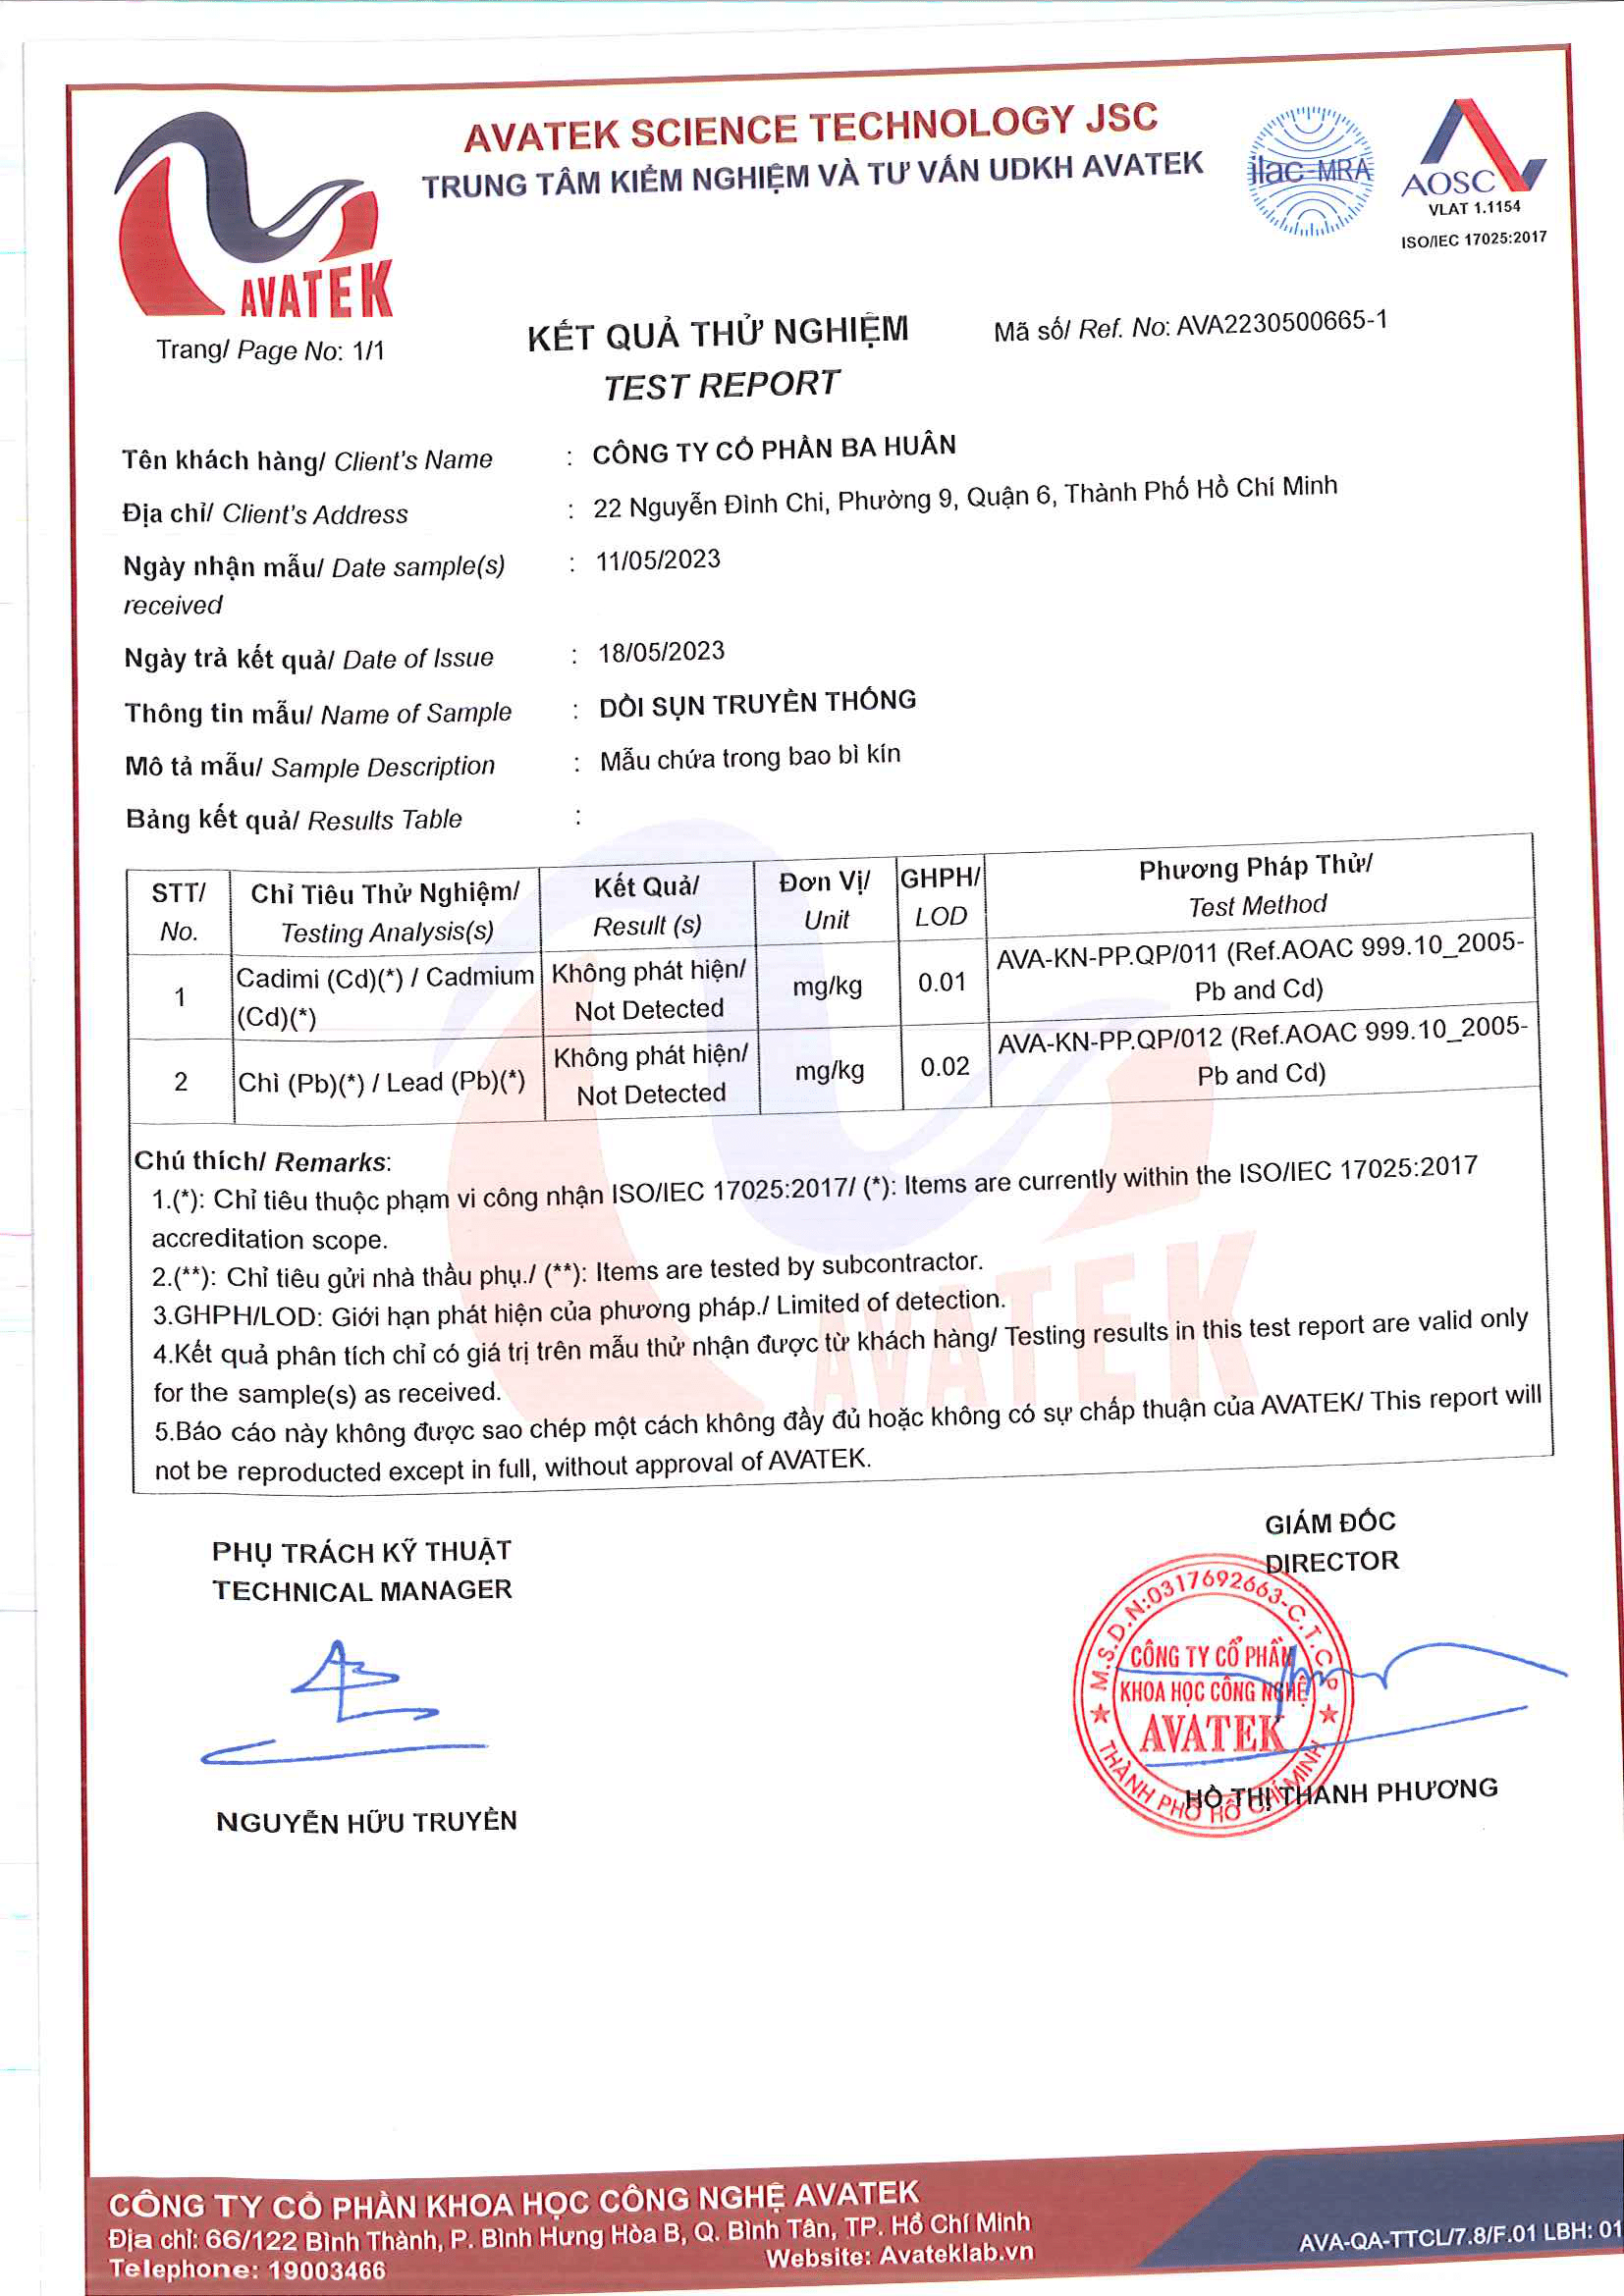 AVATEK SCIENCE TECHNOLOGY JSC
TRUNG TÂM KIỂM NGHIỆM VÀ TƯ VẤN UDKH AVATEK
AVATEK
ilac-MRA
AOSC
VLAT 1.1154
ISO/IEC 17025:2017
Trang/ Page No: 1/1
KẾT QUẢ THỬ NGHIỆM
TEST REPORT
Mã số/ Ref. No: AVA2230500665-1
Tên khách hàng/ Client's Name : CÔNG TY CỔ PHẦN BA HUÂN
Địa chỉ/ Client's Address : 22 Nguyễn Đình Chi, Phường 9, Quận 6, Thành Phố Hồ Chí Minh
Ngày nhận mẫu/ Date sample(s) : 11/05/2023
received
Ngày trả kết quả/ Date of Issue : 18/05/2023
Thông tin mẫu/ Name of Sample : DỒI SỤN TRUYỀN THỐNG
Mô tả mẫu/ Sample Description : Mẫu chứa trong bao bì kín
Bảng kết quả/ Results Table :
STT/ Chỉ Tiêu Thử Nghiệm/ Kết Quả/ Đơn Vị/ GHPH/ Phương Pháp Thử/
No. Testing Analysis(s) Result (s) Unit LOD Test Method
1 Cadimi (Cd)(*) / Cadmium Không phát hiện/ mg/kg 0.01 AVA-KN-PP.QP/011 (Ref.AOAC 999.10_2005-
(Cd)(*) Not Detected Pb and Cd)
2 Chì (Pb)(*) / Lead (Pb)(*) Không phát hiện/ mg/kg 0.02 AVA-KN-PP.QP/012 (Ref.AOAC 999.10_2005-
Not Detected Pb and Cd)
Chú thích/ Remarks:
1.(*): Chỉ tiêu thuộc phạm vi công nhận ISO/IEC 17025:2017/ (*): Items are currently within the ISO/IEC 17025:2017
accreditation scope.
2.(**): Chỉ tiêu gửi nhà thầu phụ./ (**): Items are tested by subcontractor.
3.GHPH/LOD: Giới hạn phát hiện của phương pháp./ Limited of detection.
4.Kết quả phân tích chỉ có giá trị trên mẫu thử nhận được từ khách hàng/ Testing results in this test report are valid only
for the sample(s) as received.
5.Báo cáo này không được sao chép một cách không đầy đủ hoặc không có sự chấp thuận của AVATEK/ This report will
not be reproducted except in full, without approval of AVATEK.
AVATEK
PHỤ TRÁCH KỸ THUẬT
TECHNICAL MANAGER
NGUYỄN HỮU TRUYỀN
GIÁM ĐỐC
DIRECTOR
M.S.D.N:0317692663-C.T.C.P
CÔNG TY CỔ PHẦN
KHOA HỌC CÔNG NGHỆ
AVATEK
THÀNH PHỐ HỒ CHÍ MINH
HỒ THỊ THANH PHƯƠNG
CÔNG TY CỔ PHẦN KHOA HỌC CÔNG NGHỆ AVATEK
Địa chỉ: 66/122 Bình Thành, P. Bình Hưng Hòa B, Q. Bình Tân, TP. Hồ Chí Minh
Telephone: 19003466 Website: Avateklab.vn
AVA-QA-TTCL/7.8/F.01 LBH: 01